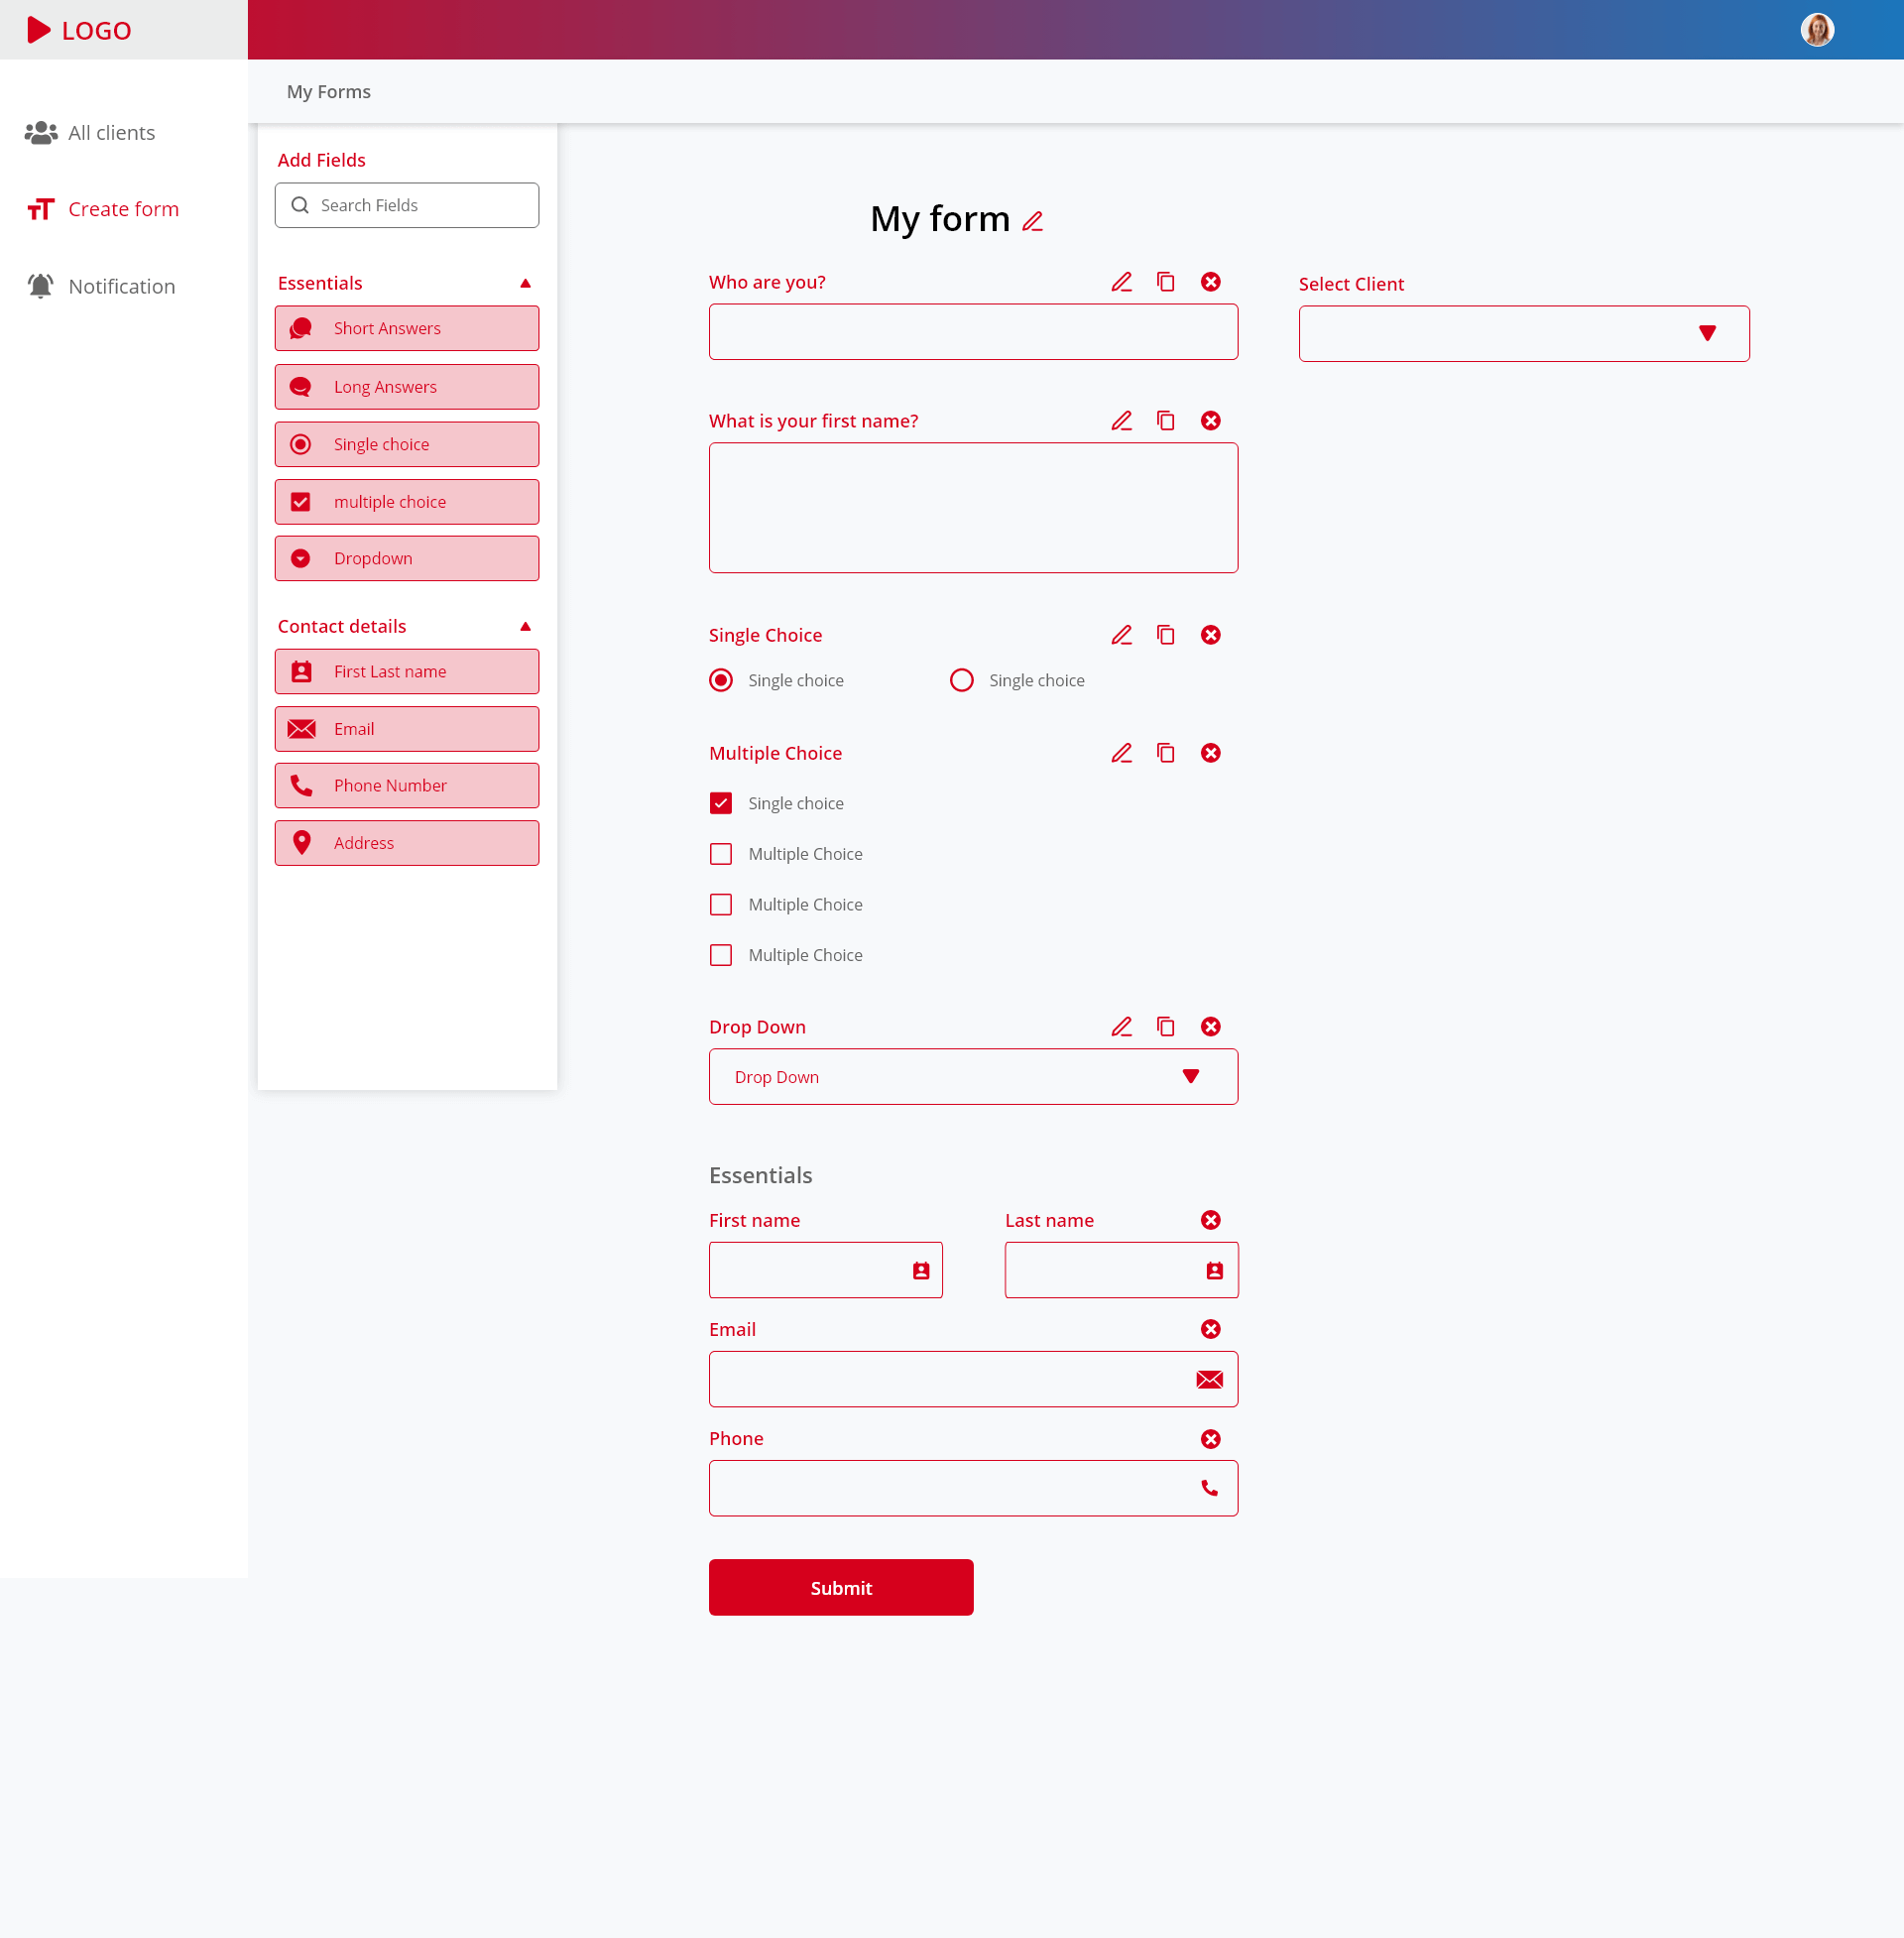 LOGO
All clients
Create form
Notification
My Forms
Add Fields
Search Fields
Essentials
Short Answers
Long Answers
Single choice
multiple choice
Dropdown
Contact details
First Last name
Email
Phone Number
Address
My form
Who are you?
Select Client
What is your first name?
Single Choice
Single choice
Single choice
Multiple Choice
Single choice
Multiple Choice
Multiple Choice
Multiple Choice
Drop Down
Drop Down
Essentials
First name
Last name
Email
Phone
Submit